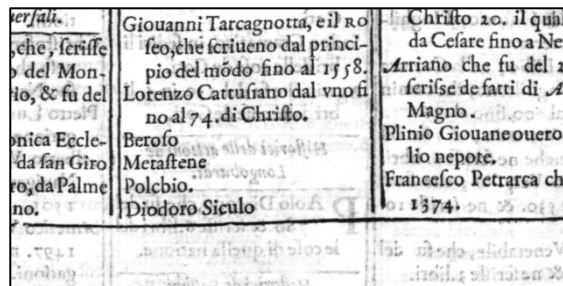 uersali.
,che, scrisse
o del Mon-
rio, & fu del
onica Eccle-
da san Giro
ro, da Palme
no.
Giouanni Tarcagnotta, e il Ro
seo, che scriueno dal princi-
pio del módo fino al 1558.
Lorenzo Cattusiano dal vno fi
no al 74. di Christo.
Beroso
Metastene
Polcbio.
Diodoro Siculo
Christo 20. il qual
da Cesare fino a Ne
Arriano che fu del 2
scrisse de fatti di A
Magno.
Plinio Giouane ouero
lio nepote.
Francesco Petrarca ch
1374.